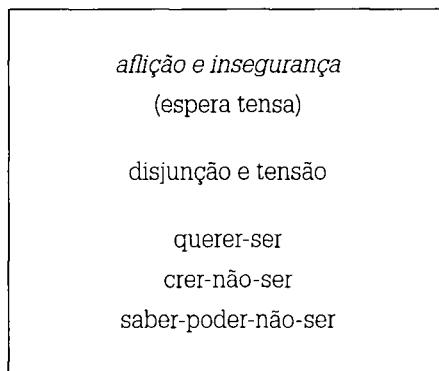 aflição e insegurança
(espera tensa)
disjunção e tensão
querer-ser
crer-não-ser
saber-poder-não-ser